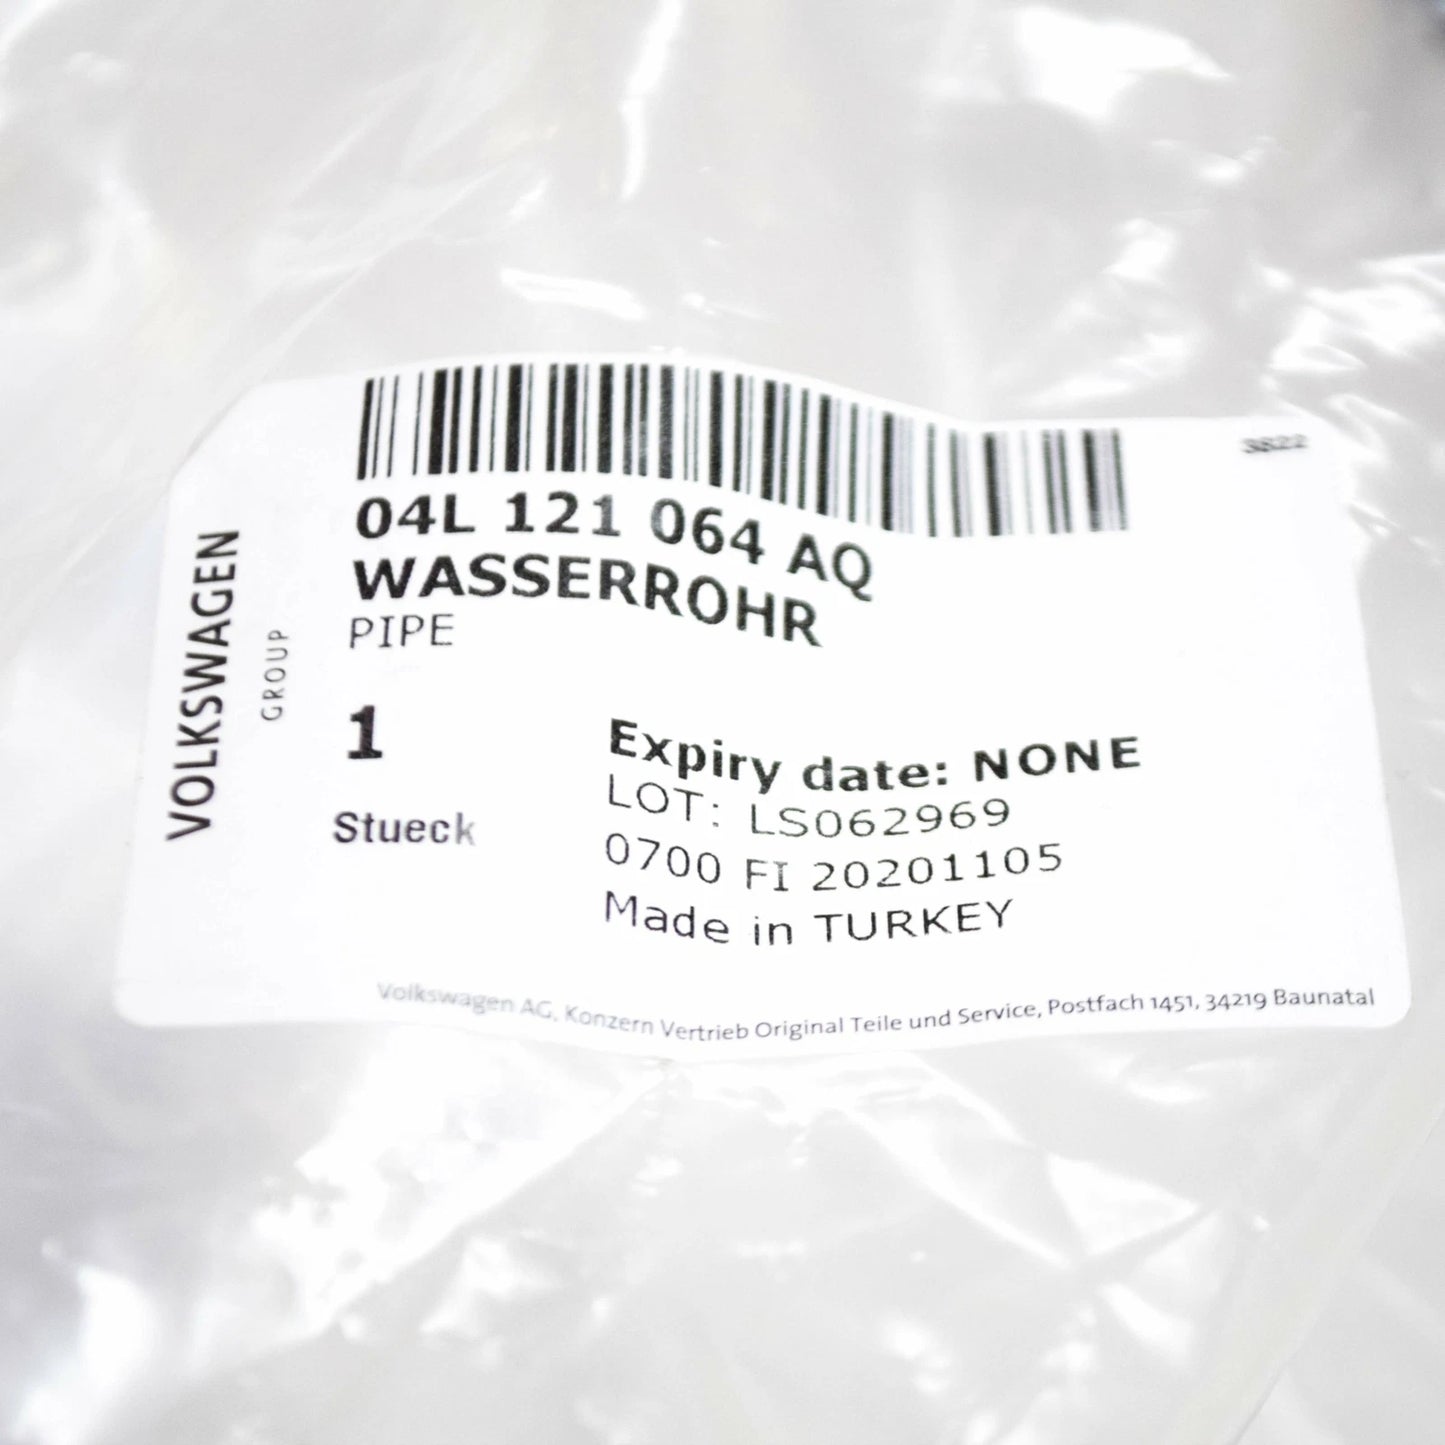 3822
04L 121 064 AQ
WASSERROHR
PIPE
VOLKSWAGEN
GROUP
1
Stueck
Expiry date: NONE
LOT: LS062969
0700 FI 20201105
Made in TURKEY
Volkswagen AG, Konzern Vertrieb Original Teile und Service, Postfach 1451, 34219 Baunatal